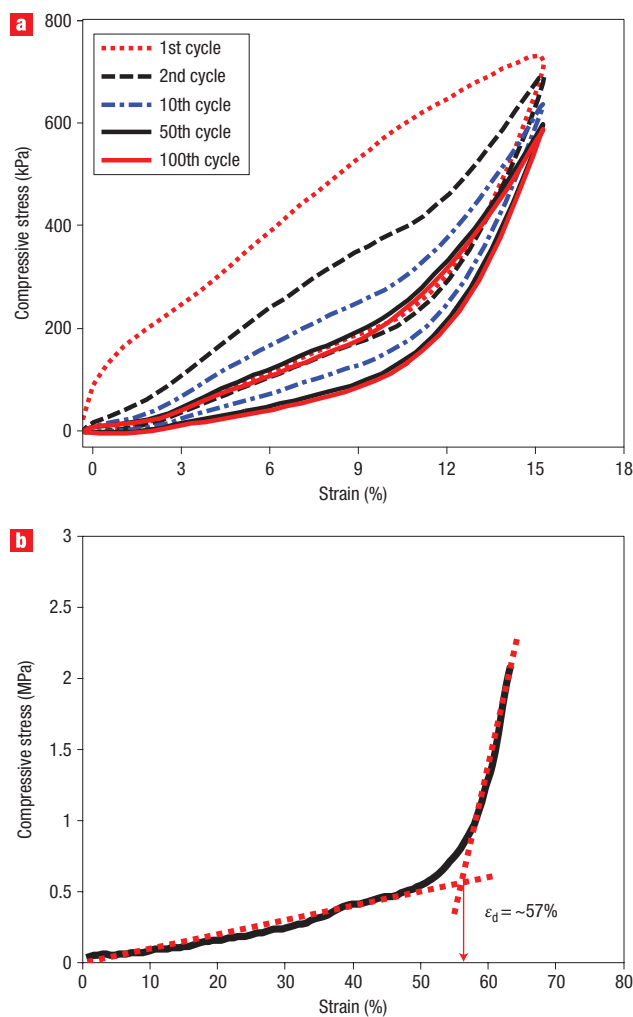 a
800
600
400
200
0
Compressive stress (kPa)
1st cycle
2nd cycle
10th cycle
50th cycle
100th cycle
0 3 6 9 12 15 18
Strain (%)
b
3
2.5
2
1.5
1
0.5
0
Compressive stress (MPa)
εd = ~57%
0 10 20 30 40 50 60 70 80
Strain (%)